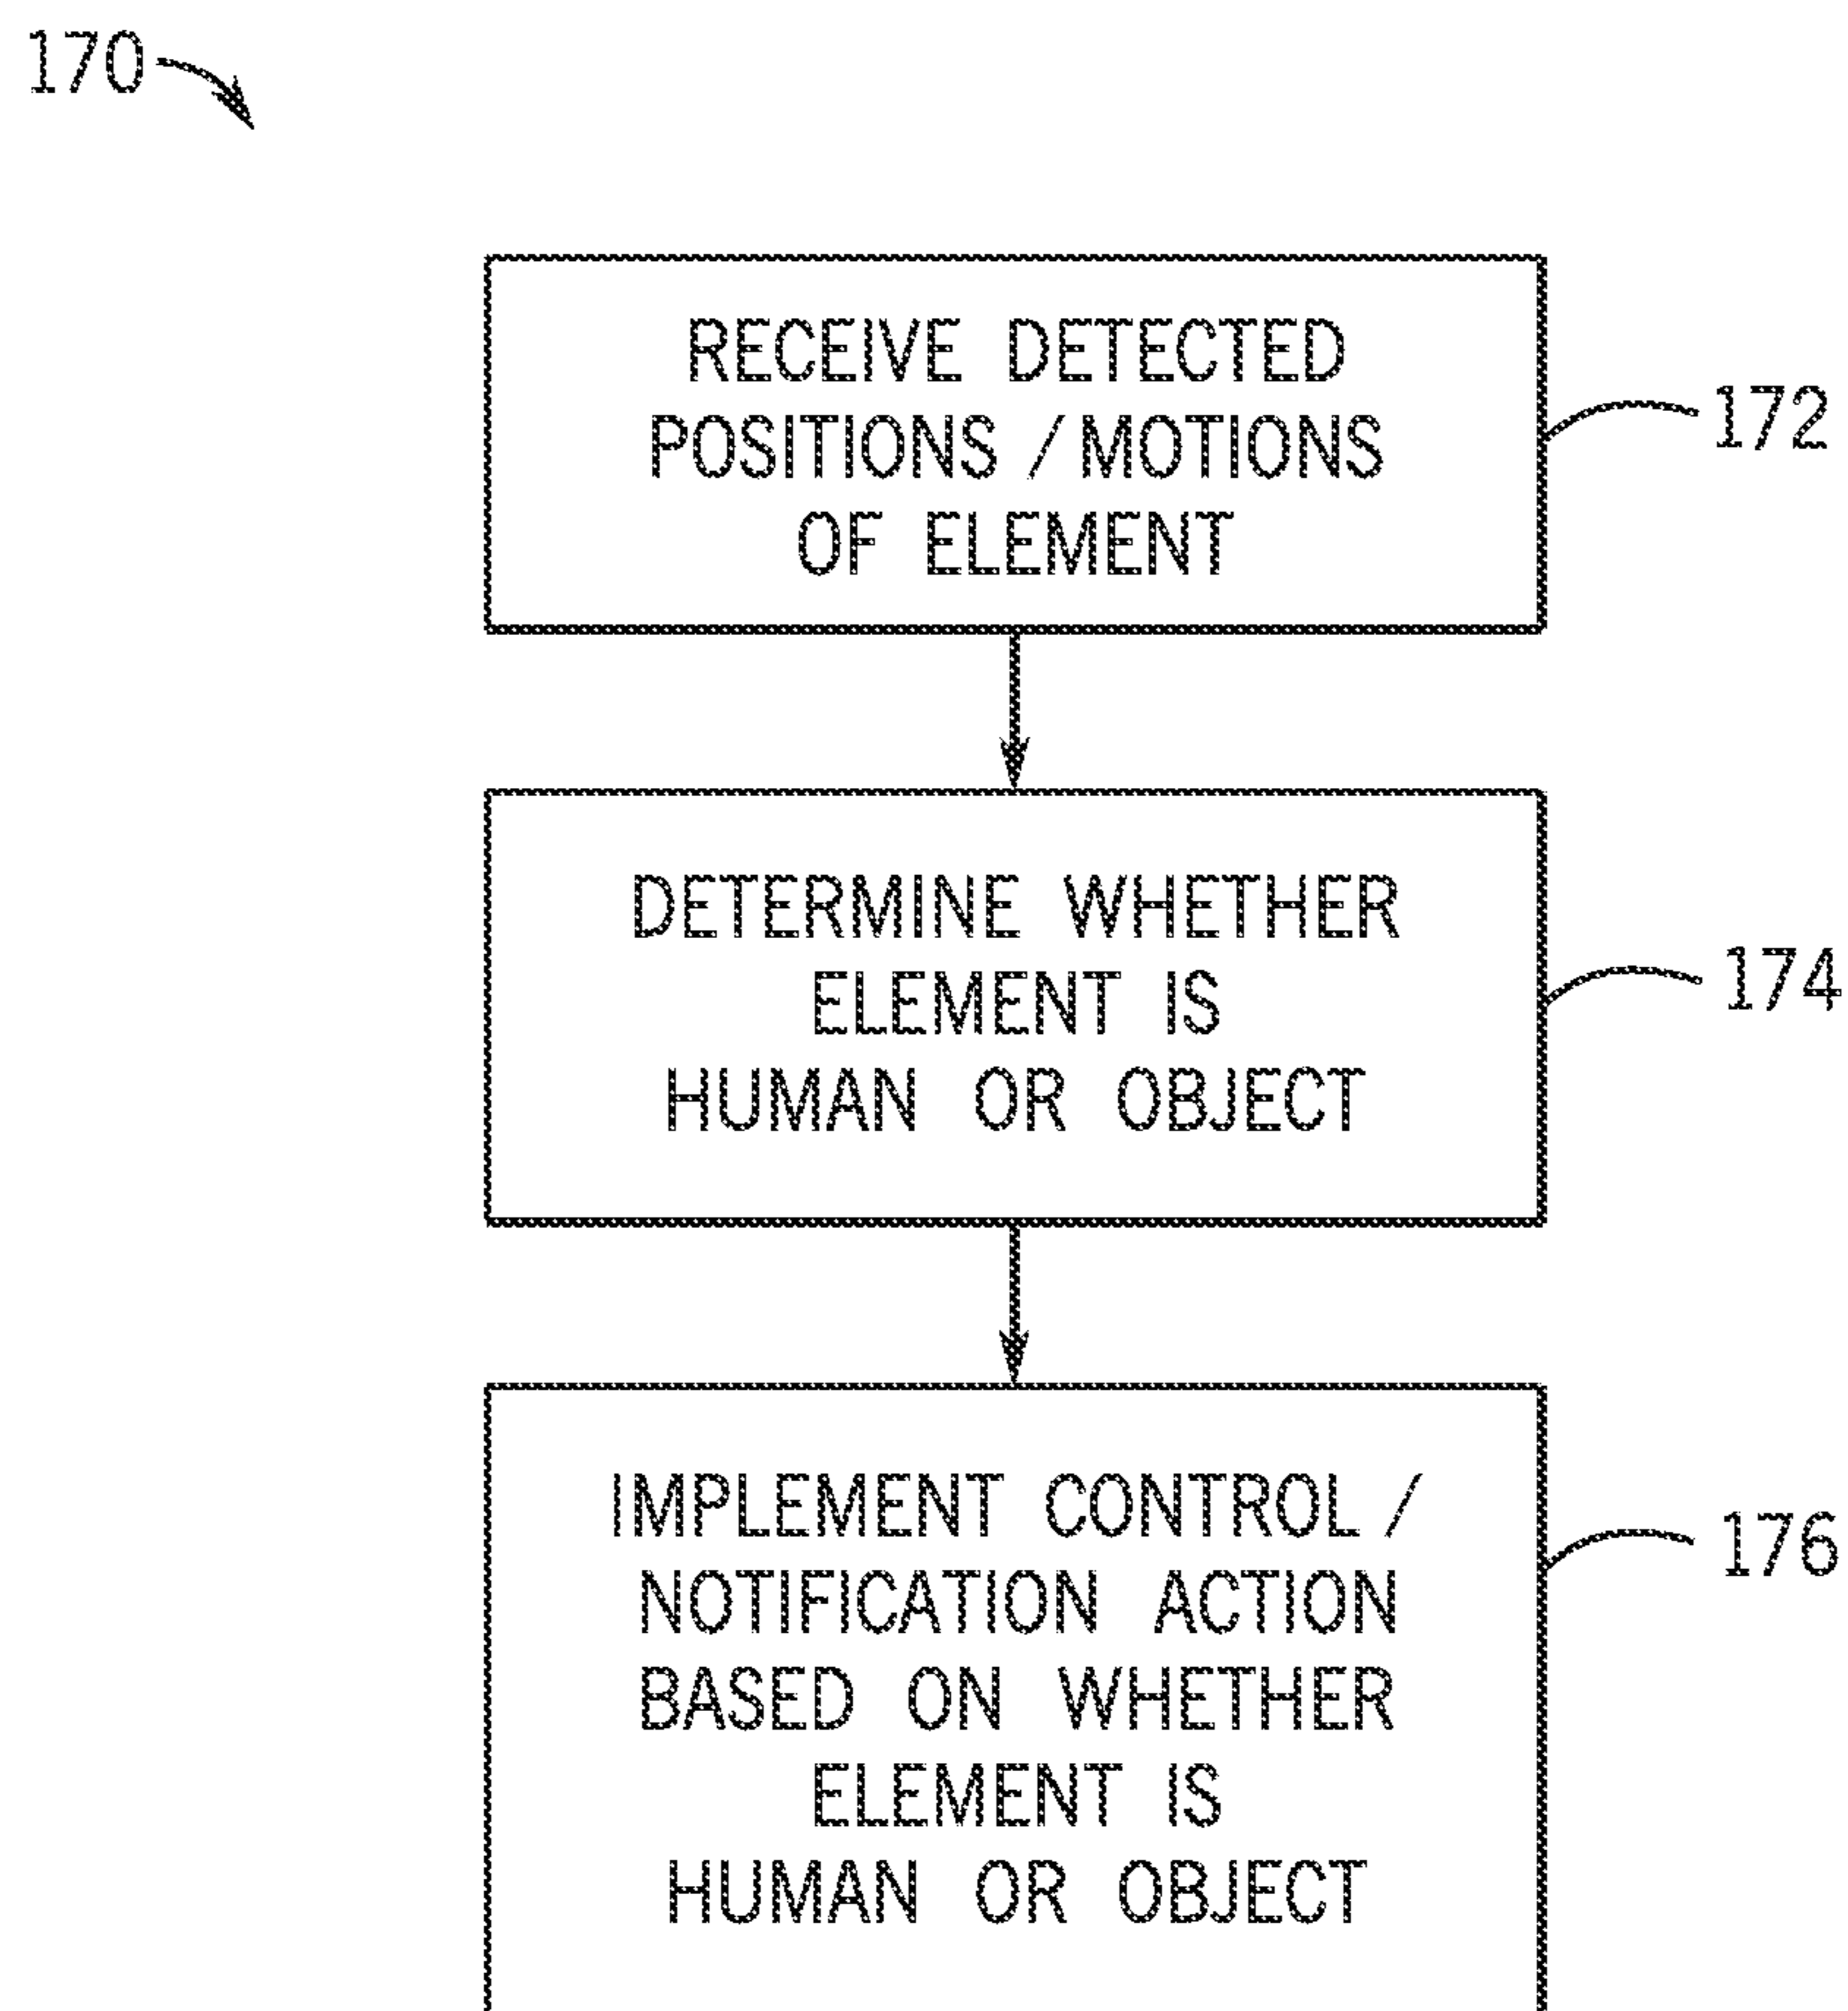 170
RECEIVE DETECTED
POSITIONS / MOTIONS
OF ELEMENT
172
DETERMINE WHETHER
ELEMENT IS
HUMAN OR OBJECT
174
IMPLEMENT CONTROL /
NOTIFICATION ACTION
BASED ON WHETHER
ELEMENT IS
HUMAN OR OBJECT
176